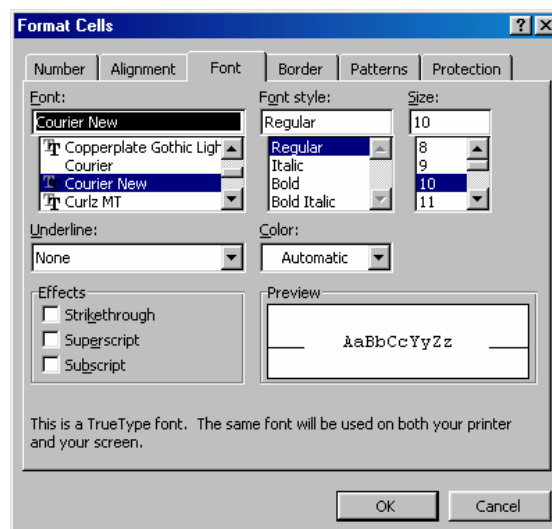 Format Cells
Number Alignment Font Border Patterns Protection
Font: Font style: Size:
Courier New Regular 10
Copperplate Gothic Ligh Regular 8
Courier Italic 9
Courier New Bold 10
Curlz MT Bold Italic 11
Underline: Color:
None Automatic
Effects Preview
Strikethrough
Superscript AaBbCcYyZz
Subscript
This is a TrueType font. The same font will be used on both your printer
and your screen.
OK Cancel